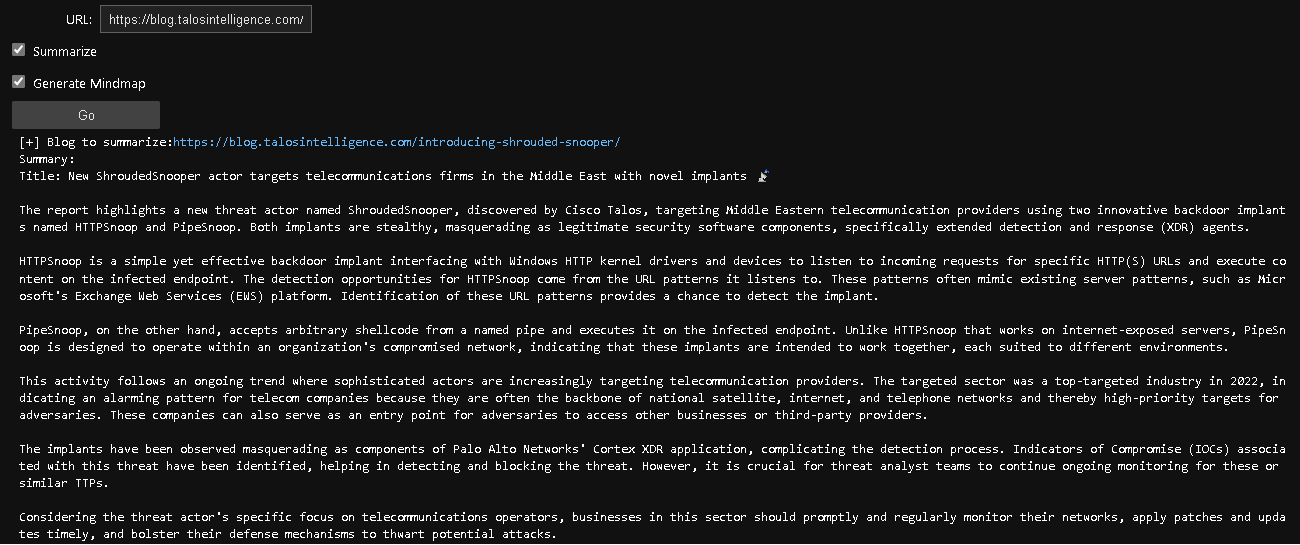 URL: https://blog.talosintelligence.com/
Summarize
Generate Mindmap
Go
[+] Blog to summarize:https://blog.talosintelligence.com/introducing-shrouded-snooper/
Summary:
Title: New ShroudedSnooper actor targets telecommunications firms in the Middle East with novel implants
The report highlights a new threat actor named ShroudedSnooper, discovered by Cisco Talos, targeting Middle Eastern telecommunication providers using two innovative backdoor implant
s named HTTPSnoop and PipeSnoop. Both implants are stealthy, masquerading as legitimate security software components, specifically extended detection and response (XDR) agents.
HTTPSnoop is a simple yet effective backdoor implant interfacing with Windows HTTP kernel drivers and devices to listen to incoming requests for specific HTTP(S) URLs and execute co
ntent on the infected endpoint. The detection opportunities for HTTPSnoop come from the URL patterns it listens to. These patterns often mimic existing server patterns, such as Micr
osoft's Exchange Web Services (EWS) platform. Identification of these URL patterns provides a chance to detect the implant.
PipeSnoop, on the other hand, accepts arbitrary shellcode from a named pipe and executes it on the infected endpoint. Unlike HTTPSnoop that works on internet-exposed servers, PipeSn
oop is designed to operate within an organization's compromised network, indicating that these implants are intended to work together, each suited to different environments.
This activity follows an ongoing trend where sophisticated actors are increasingly targeting telecommunication providers. The targeted sector was a top-targeted industry in 2022, in
dicating an alarming pattern for telecom companies because they are often the backbone of national satellite, internet, and telephone networks and thereby high-priority targets for
adversaries. These companies can also serve as an entry point for adversaries to access other businesses or third-party providers.
The implants have been observed masquerading as components of Palo Alto Networks' Cortex XDR application, complicating the detection process. Indicators of Compromise (IOCs) associa
ted with this threat have been identified, helping in detecting and blocking the threat. However, it is crucial for threat analyst teams to continue ongoing monitoring for these or
similar TTPs.
Considering the threat actor's specific focus on telecommunications operators, businesses in this sector should promptly and regularly monitor their networks, apply patches and upda
tes timely, and bolster their defense mechanisms to thwart potential attacks.